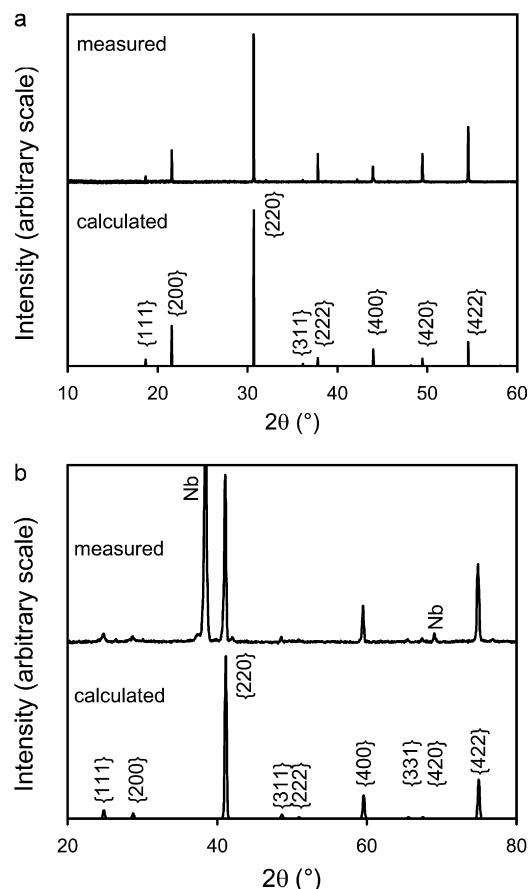 a
Intensity (arbitrary scale)
measured
calculated
{111}
{200}
{220}
{311}
{222}
{400}
{420}
{422}
10 20 30 40 50 60
2θ (°)
b
Intensity (arbitrary scale)
measured
Nb
Nb
calculated
{111}
{200}
{220}
{311}
{222}
{400}
{331}
{420}
{422}
20 40 60 80
2θ (°)